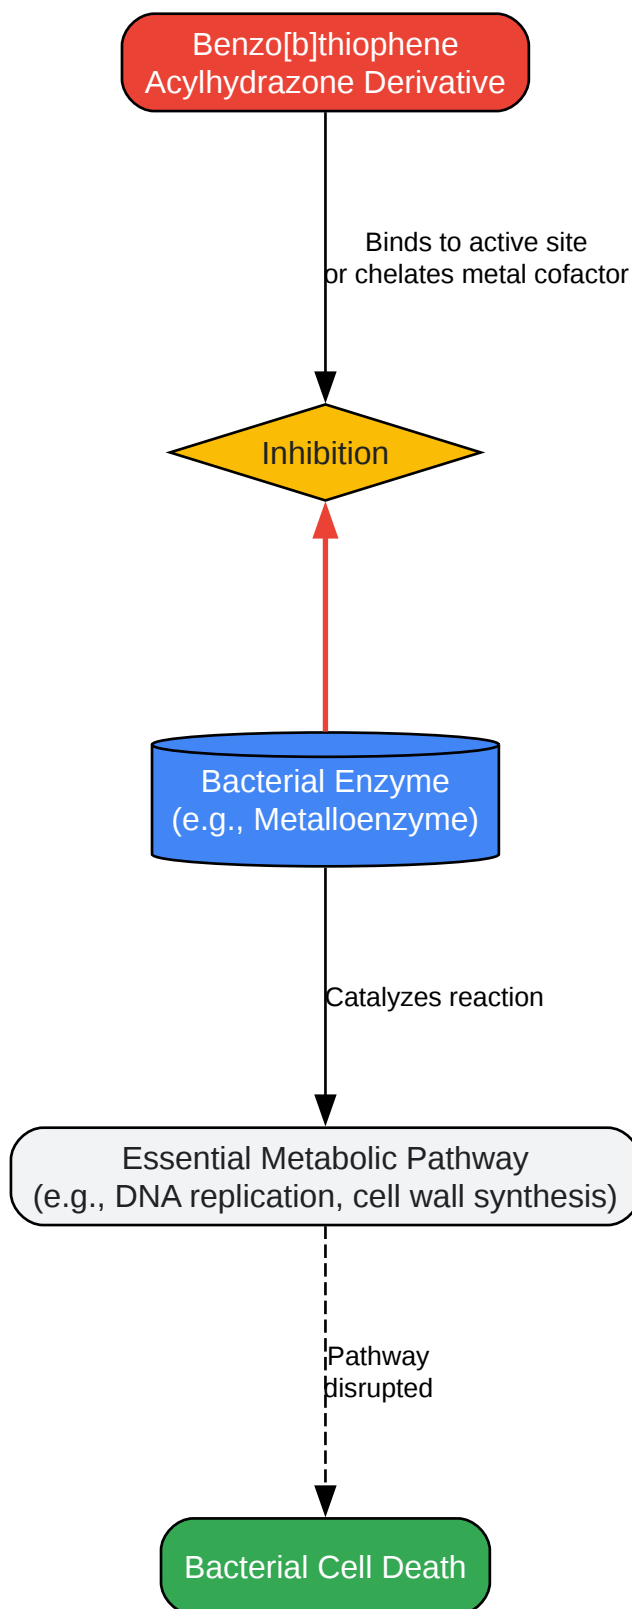 Benzo[b]thiophene
Acylhydrazone Derivative
Binds to active site
or chelates metal cofactor
Inhibition
Bacterial Enzyme
(e.g., Metalloenzyme)
Catalyzes reaction
Essential Metabolic Pathway
(e.g., DNA replication, cell wall synthesis)
Pathway
disrupted
Bacterial Cell Death